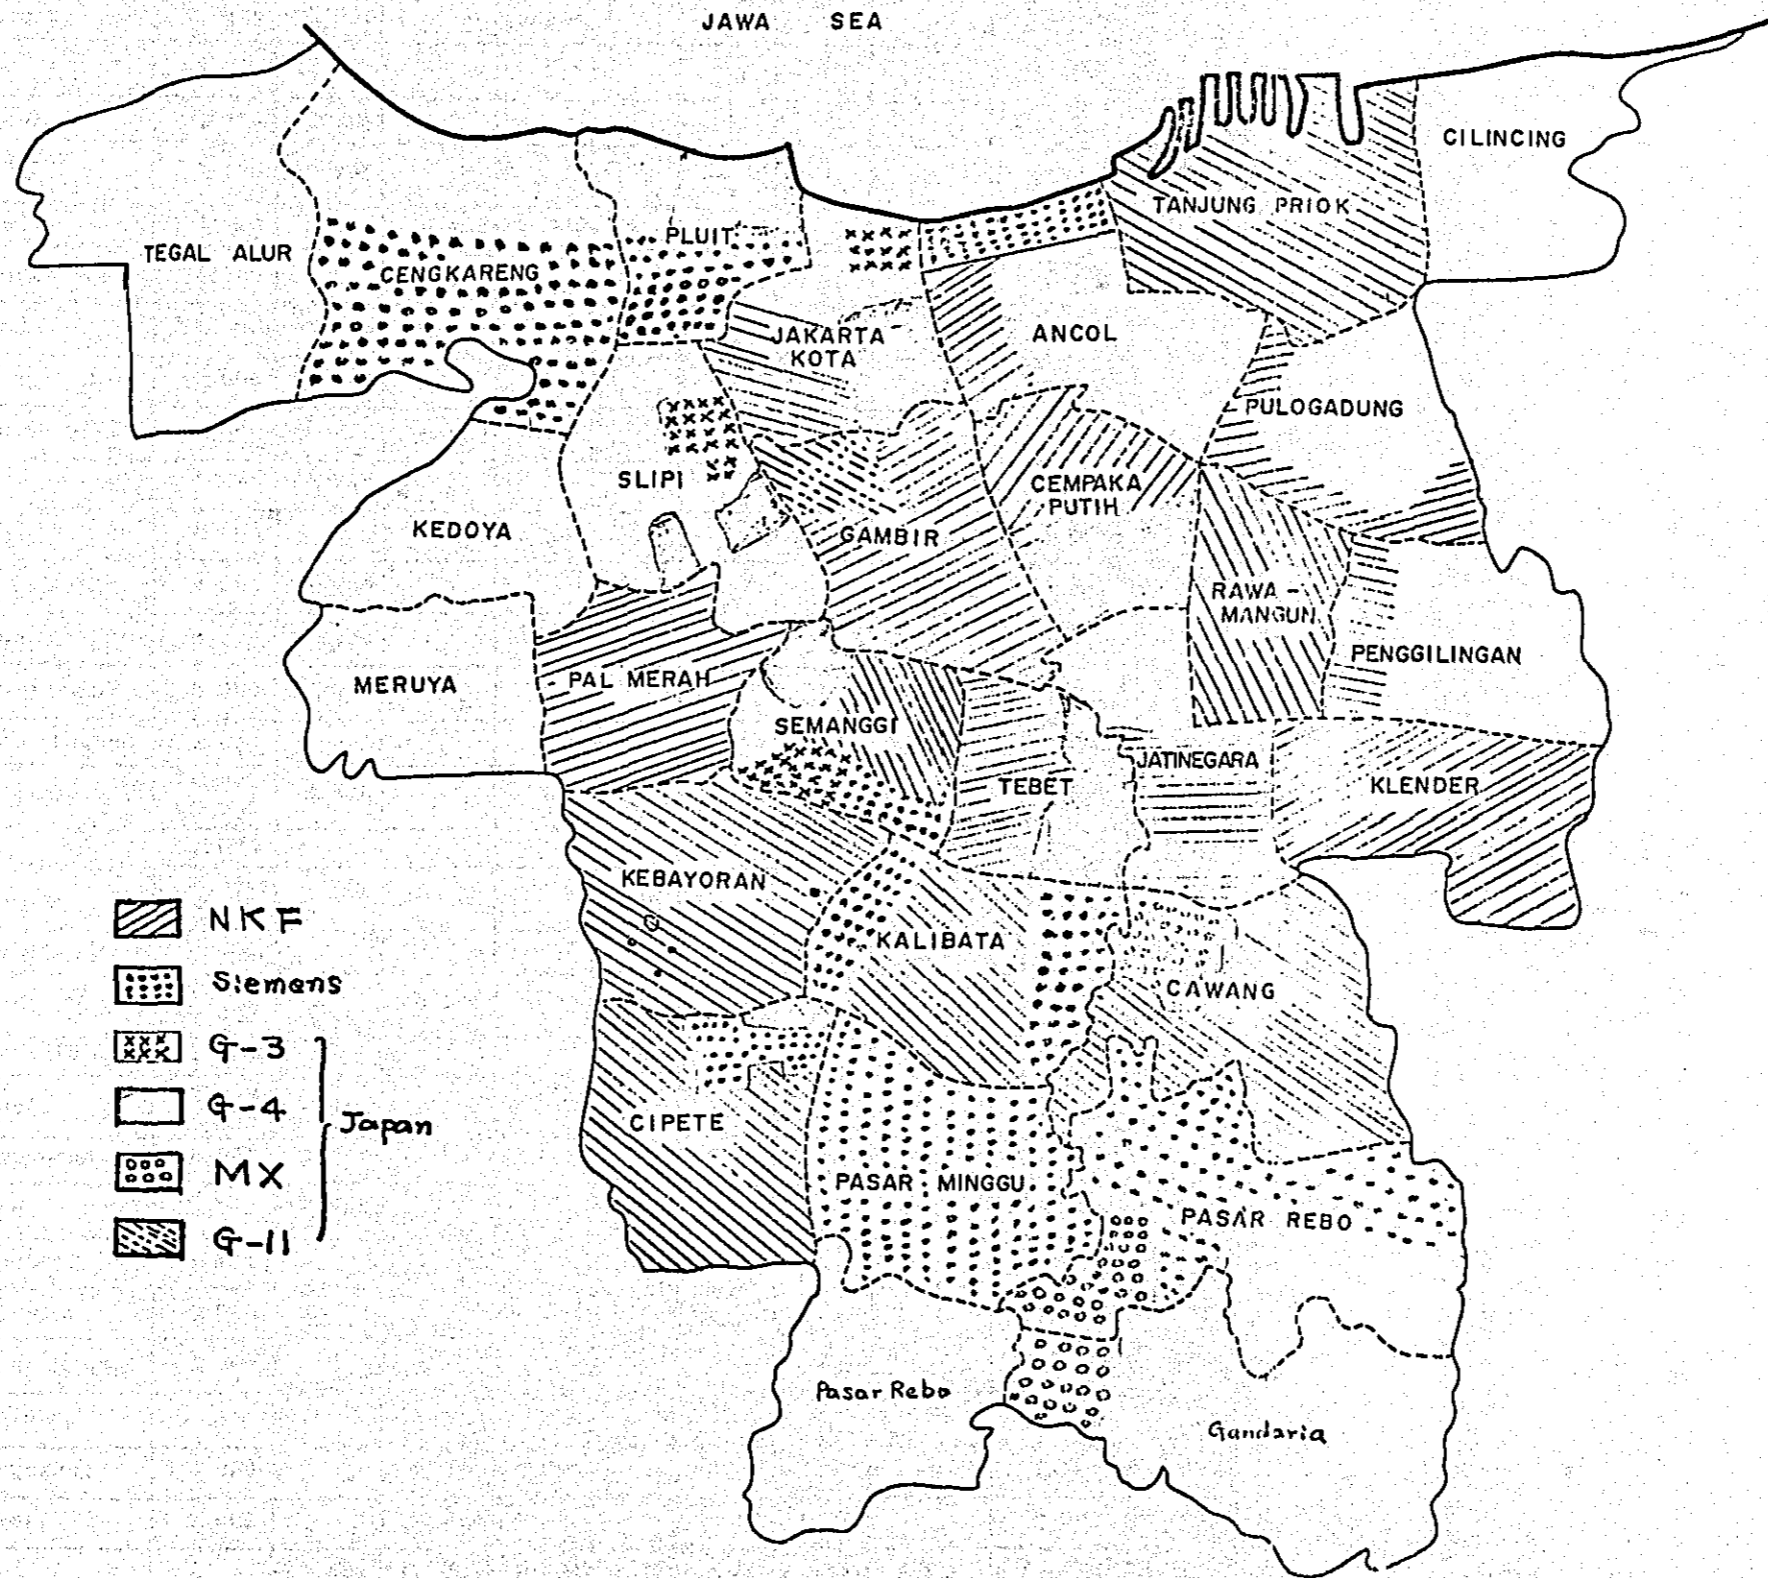 JAWA SEA
CILINCING
TANJUNG PRIOK
TEGAL ALUR
CENGKARENG
PLUIT
JAKARTA
KOTA
ANCOL
PULOGADUNG
SLIPI
CEMPAKA
PUTIH
KEDOYA
GAMBIR
RAWA-
MANGUN
PENGGILINGAN
MERUYA
PAL MERAH
SEMANGGI
TEBET
JATINEGARA
KLENDER
KEBAYORAN
KALIBATA
CAWANG
CIPETE
PASAR MINGGU
PASAR REBO
Pasar Rebo
Gandaria
NKF
Siemens
G-3
G-4
MX
G-11
Japan